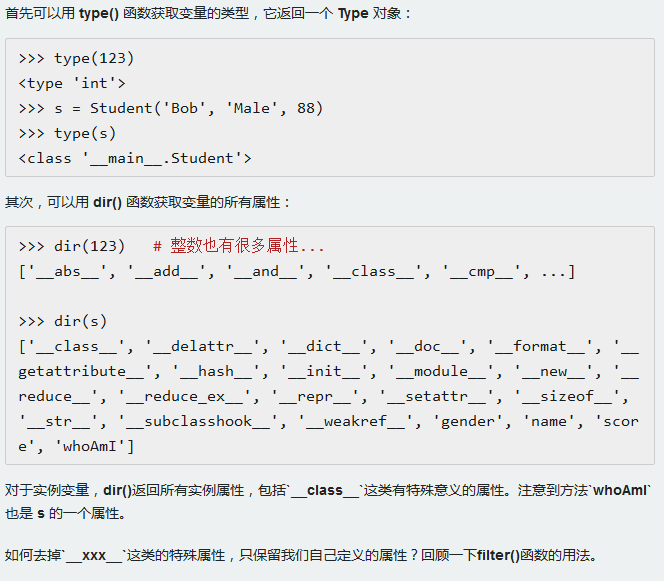 首先可以用 type() 函数获取变量的类型，它返回一个 Type 对象：
>>> type(123)
<type 'int'>
>>> s = Student('Bob', 'Male', 88)
>>> type(s)
<class '__main__.Student'>
其次，可以用 dir() 函数获取变量的所有属性：
>>> dir(123)   # 整数也有很多属性...
['__abs__', '__add__', '__and__', '__class__', '__cmp__', ...]
>>> dir(s)
['__class__', '__delattr__', '__dict__', '__doc__', '__format__', '__
getattribute__', '__hash__', '__init__', '__module__', '__new__', '__
reduce__', '__reduce_ex__', '__repr__', '__setattr__', '__sizeof__',
'__str__', '__subclasshook__', '__weakref__', 'gender', 'name', 'scor
e', 'whoAmI']
对于实例变量，dir()返回所有实例属性，包括`__class__`这类有特殊意义的属性。注意到方法`whoAmI`
也是 s 的一个属性。
如何去掉`__xxx__`这类的特殊属性，只保留我们自己定义的属性？回顾一下filter()函数的用法。